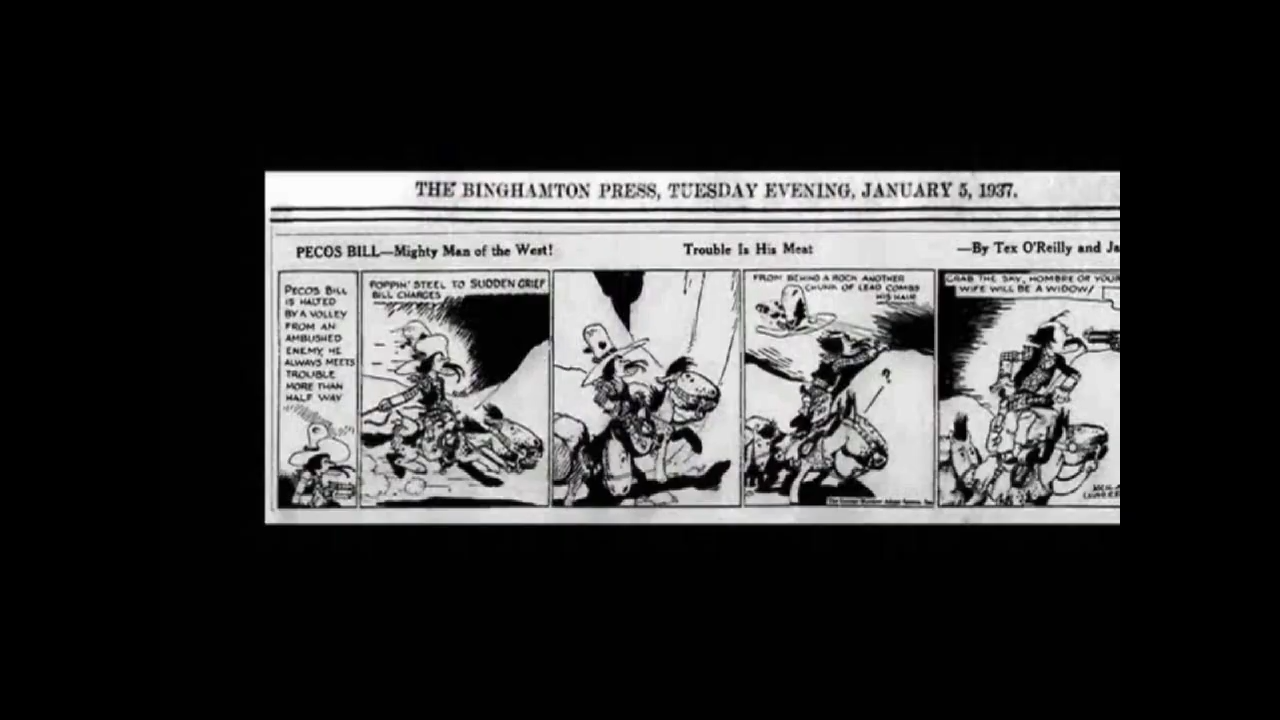 THE BINGHAMTON PRESS, TUESDAY EVENING, JANUARY 5, 1937.
PECOS BILL—Mighty Man of the West!
Trouble Is His Meat
—By Tex O'Reilly and Ja
PECOS BILL
IS HALTED
BY A VOLLEY
FROM AN
AMBUSHED
ENEMY, HE
ALWAYS MEETS
TROUBLE
MORE THAN
HALF WAY
POPPIN' STEEL TO SUDDEN GRIEF
BILL CHARGES
FROM BEHIND A ROCK ANOTHER
CHUNK OF LEAD COMBS
HIS HAIR
?
GRAB THE SKY, HOMBRE OR YOUR
WIFE WILL BE A WIDOW!